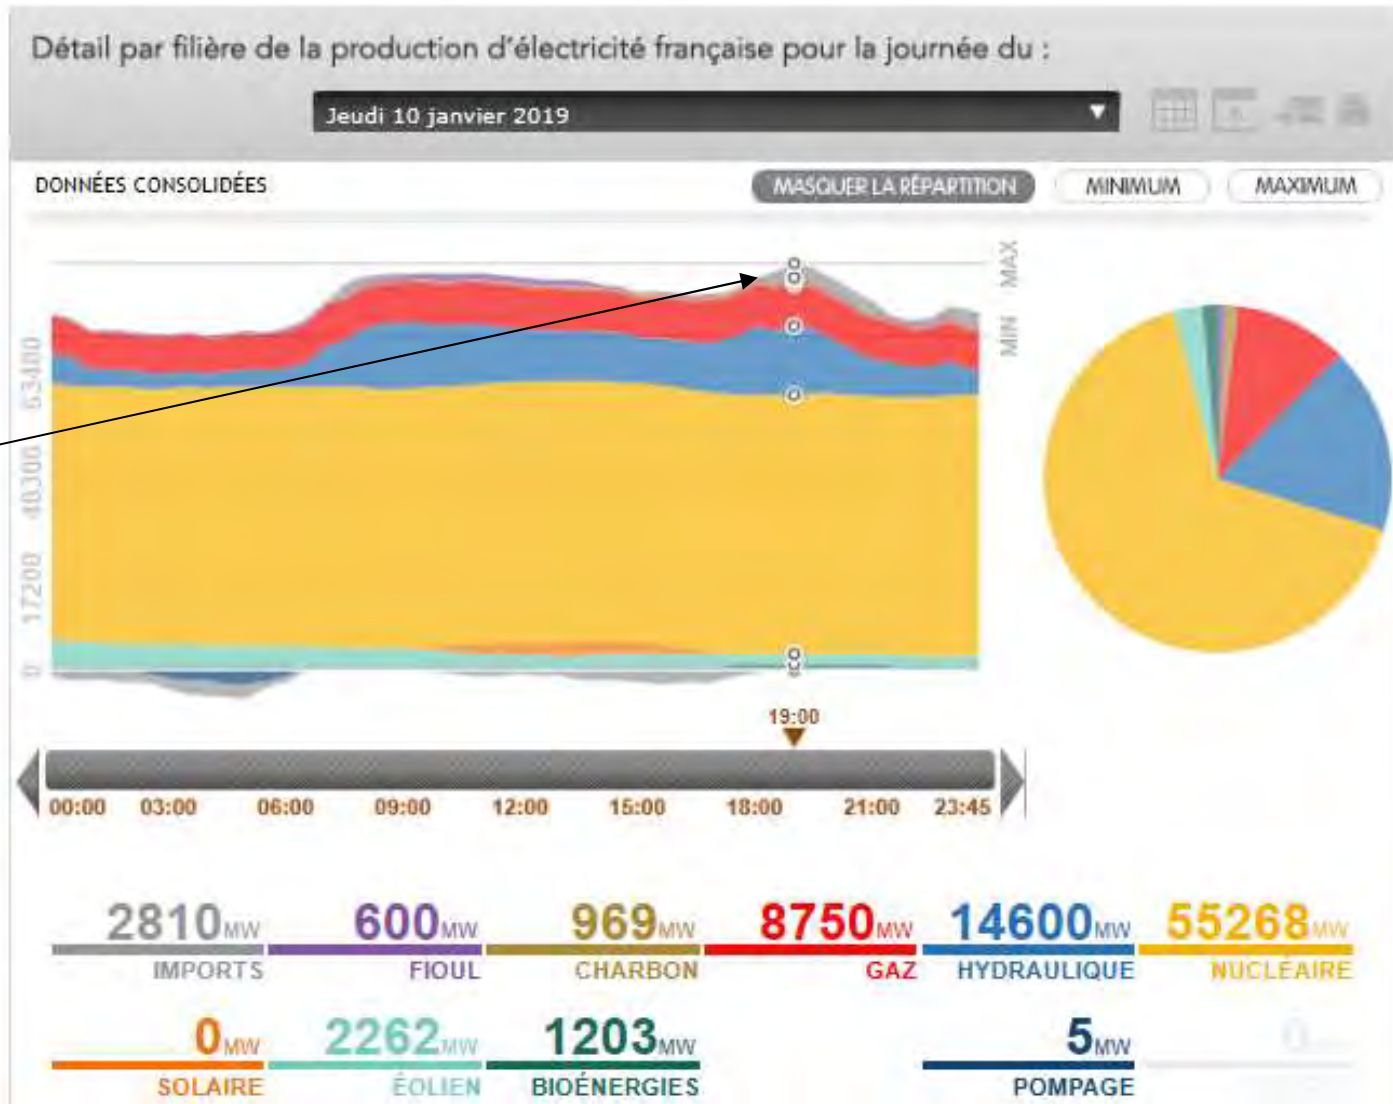 Détail par filière de la production d'électricité française pour la journée du :
Jeudi 10 janvier 2019
DONNÉES CONSOLIDÉES
MASQUER LA RÉPARTITION
MINIMUM
MAXIMUM
MAX
MIN
17200
0
19:00
00:00 03:00 06:00 09:00 12:00 15:00 18:00 21:00 23:45
2810MW 600MW 969MW 8750MW 14600MW 55268MW
IMPORTS FIOUL CHARBON GAZ HYDRAULIQUE NUCLÉAIRE
0MW 2262MW 1203MW 5MW 0
SOLAIRE ÉOLIEN BIOÉNERGIES POMPAGE